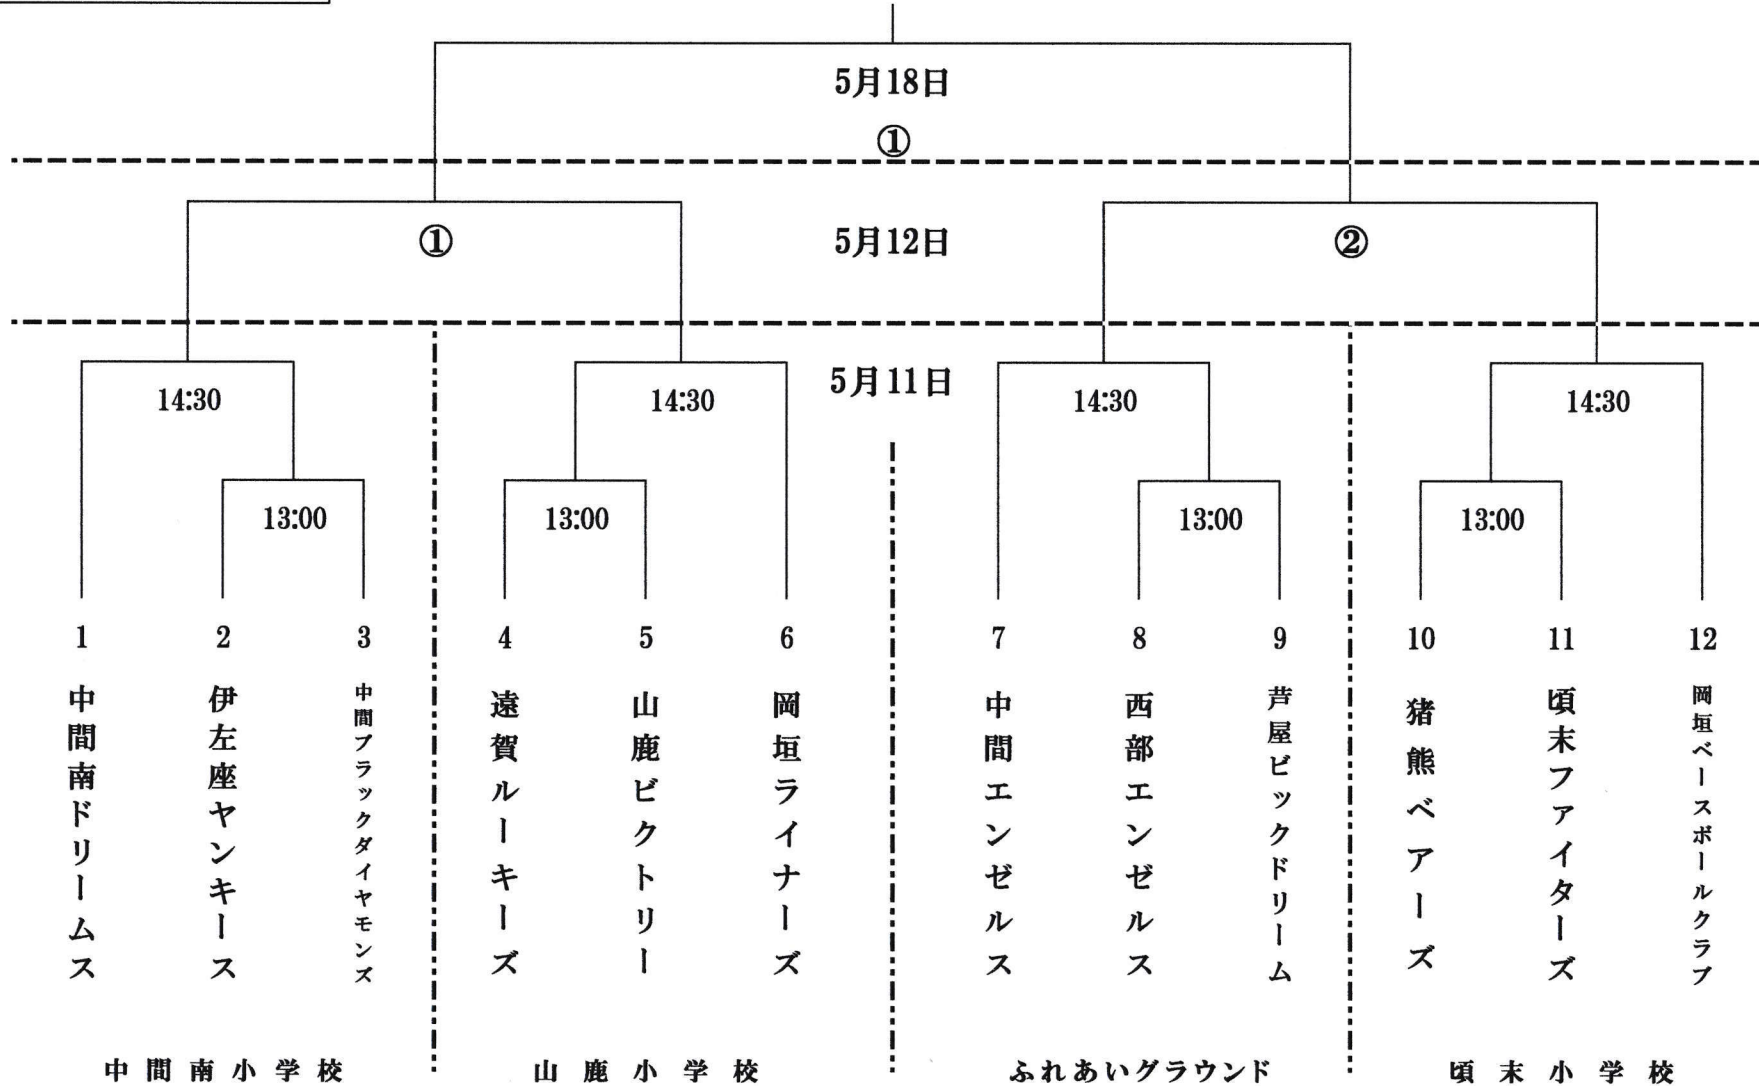 5月18日
①
① 5月12日 ②
5月11日
14:30 14:30 14:30 14:30
13:00 13:00 13:00 13:00
1 2 3 4 5 6 7 8 9 10 11 12
中間南ドリームス
伊左座ヤンキース
中間ブラックダイヤモンズ
遠賀ルーキーズ
山鹿ビクトリー
岡垣ライナーズ
中間エンゼルス
西部エンゼルス
芦屋ビックドリーム
猪熊ベアーズ
頃末ファイターズ
岡垣ベースボールクラブ
中間南小学校 山鹿小学校 ふれあいグラウンド 頃末小学校